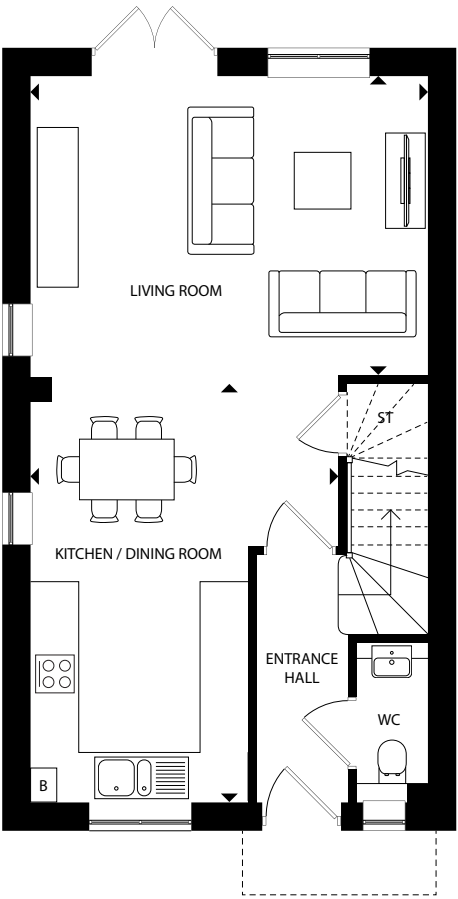 LIVING ROOM
ST
KITCHEN / DINING ROOM
ENTRANCE
HALL
WC
B